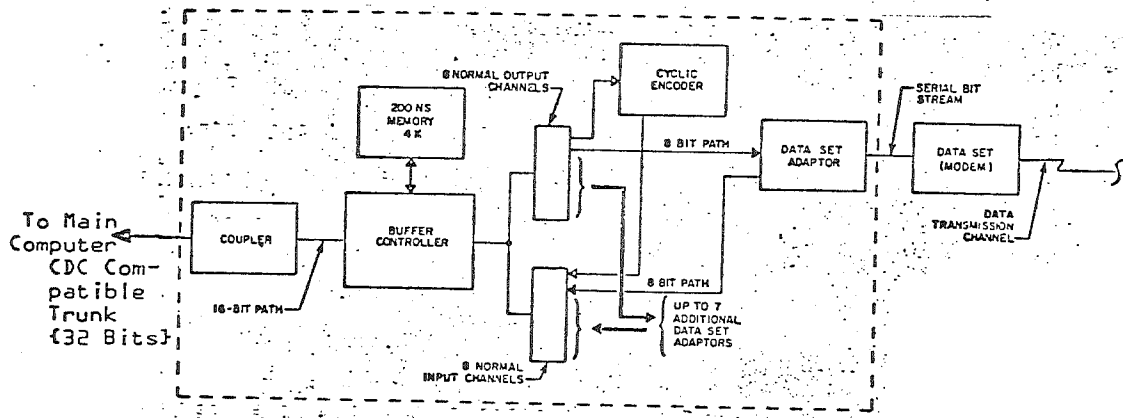 8 NORMAL OUTPUT
CHANNELS
CYCLIC
ENCODER
200 NS
MEMORY
4K
SERIAL BIT
STREAM
8 BIT PATH
DATA SET
ADAPTOR
DATA SET
(MODEM)
To Main
Computer
CDC Com-
patible
Trunk
{32 Bits}
COUPLER
BUFFER
CONTROLLER
16-BIT PATH
DATA
TRANSMISSION
CHANNEL
8 BIT PATH
UP TO 7
ADDITIONAL
DATA SET
ADAPTORS
8 NORMAL
INPUT CHANNELS